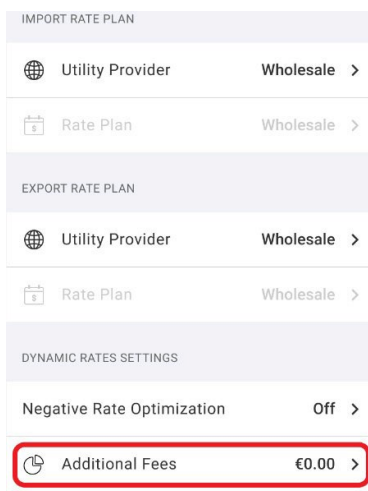 IMPORT RATE PLAN
Utility Provider Wholesale >
$ Rate Plan Wholesale >
EXPORT RATE PLAN
Utility Provider Wholesale >
$ Rate Plan Wholesale >
DYNAMIC RATES SETTINGS
Negative Rate Optimization Off >
Additional Fees €0.00 >